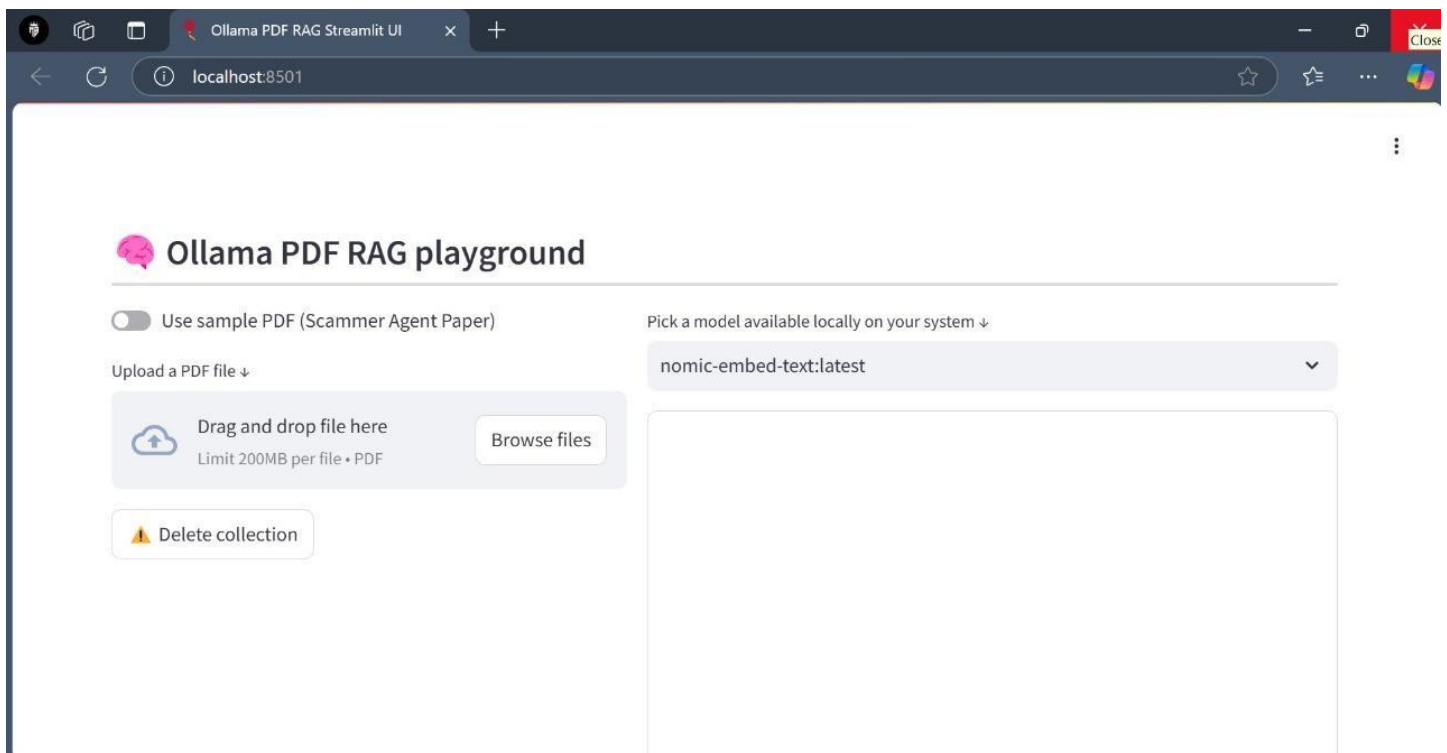 Ollama PDF RAG Streamlit UI
Close
localhost:8501
Ollama PDF RAG playground
Use sample PDF (Scammer Agent Paper)
Upload a PDF file ↓
Drag and drop file here
Limit 200MB per file • PDF
Browse files
Delete collection
Pick a model available locally on your system ↓
nomic-embed-text:latest